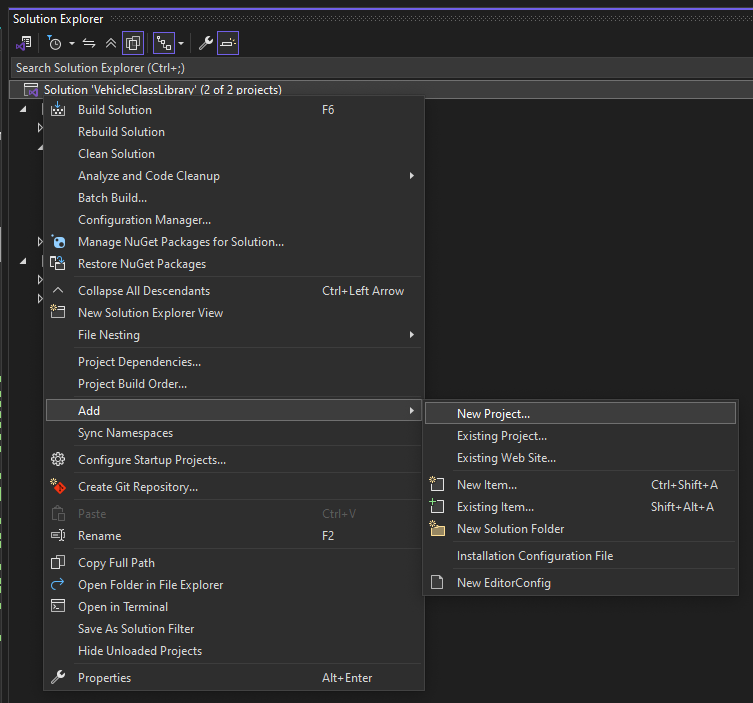 Solution Explorer
Search Solution Explorer (Ctrl+;)
Solution 'VehicleClassLibrary' (2 of 2 projects)
Build Solution F6
Rebuild Solution
Clean Solution
Analyze and Code Cleanup
Batch Build...
Configuration Manager...
Manage NuGet Packages for Solution...
Restore NuGet Packages
Collapse All Descendants Ctrl+Left Arrow
New Solution Explorer View
File Nesting
Project Dependencies...
Project Build Order...
Add
Sync Namespaces
Configure Startup Projects...
Create Git Repository...
Paste Ctrl+V
Rename F2
Copy Full Path
Open Folder in File Explorer
Open in Terminal
Save As Solution Filter
Hide Unloaded Projects
Properties Alt+Enter
New Project...
Existing Project...
Existing Web Site...
New Item... Ctrl+Shift+A
Existing Item... Shift+Alt+A
New Solution Folder
Installation Configuration File
New EditorConfig